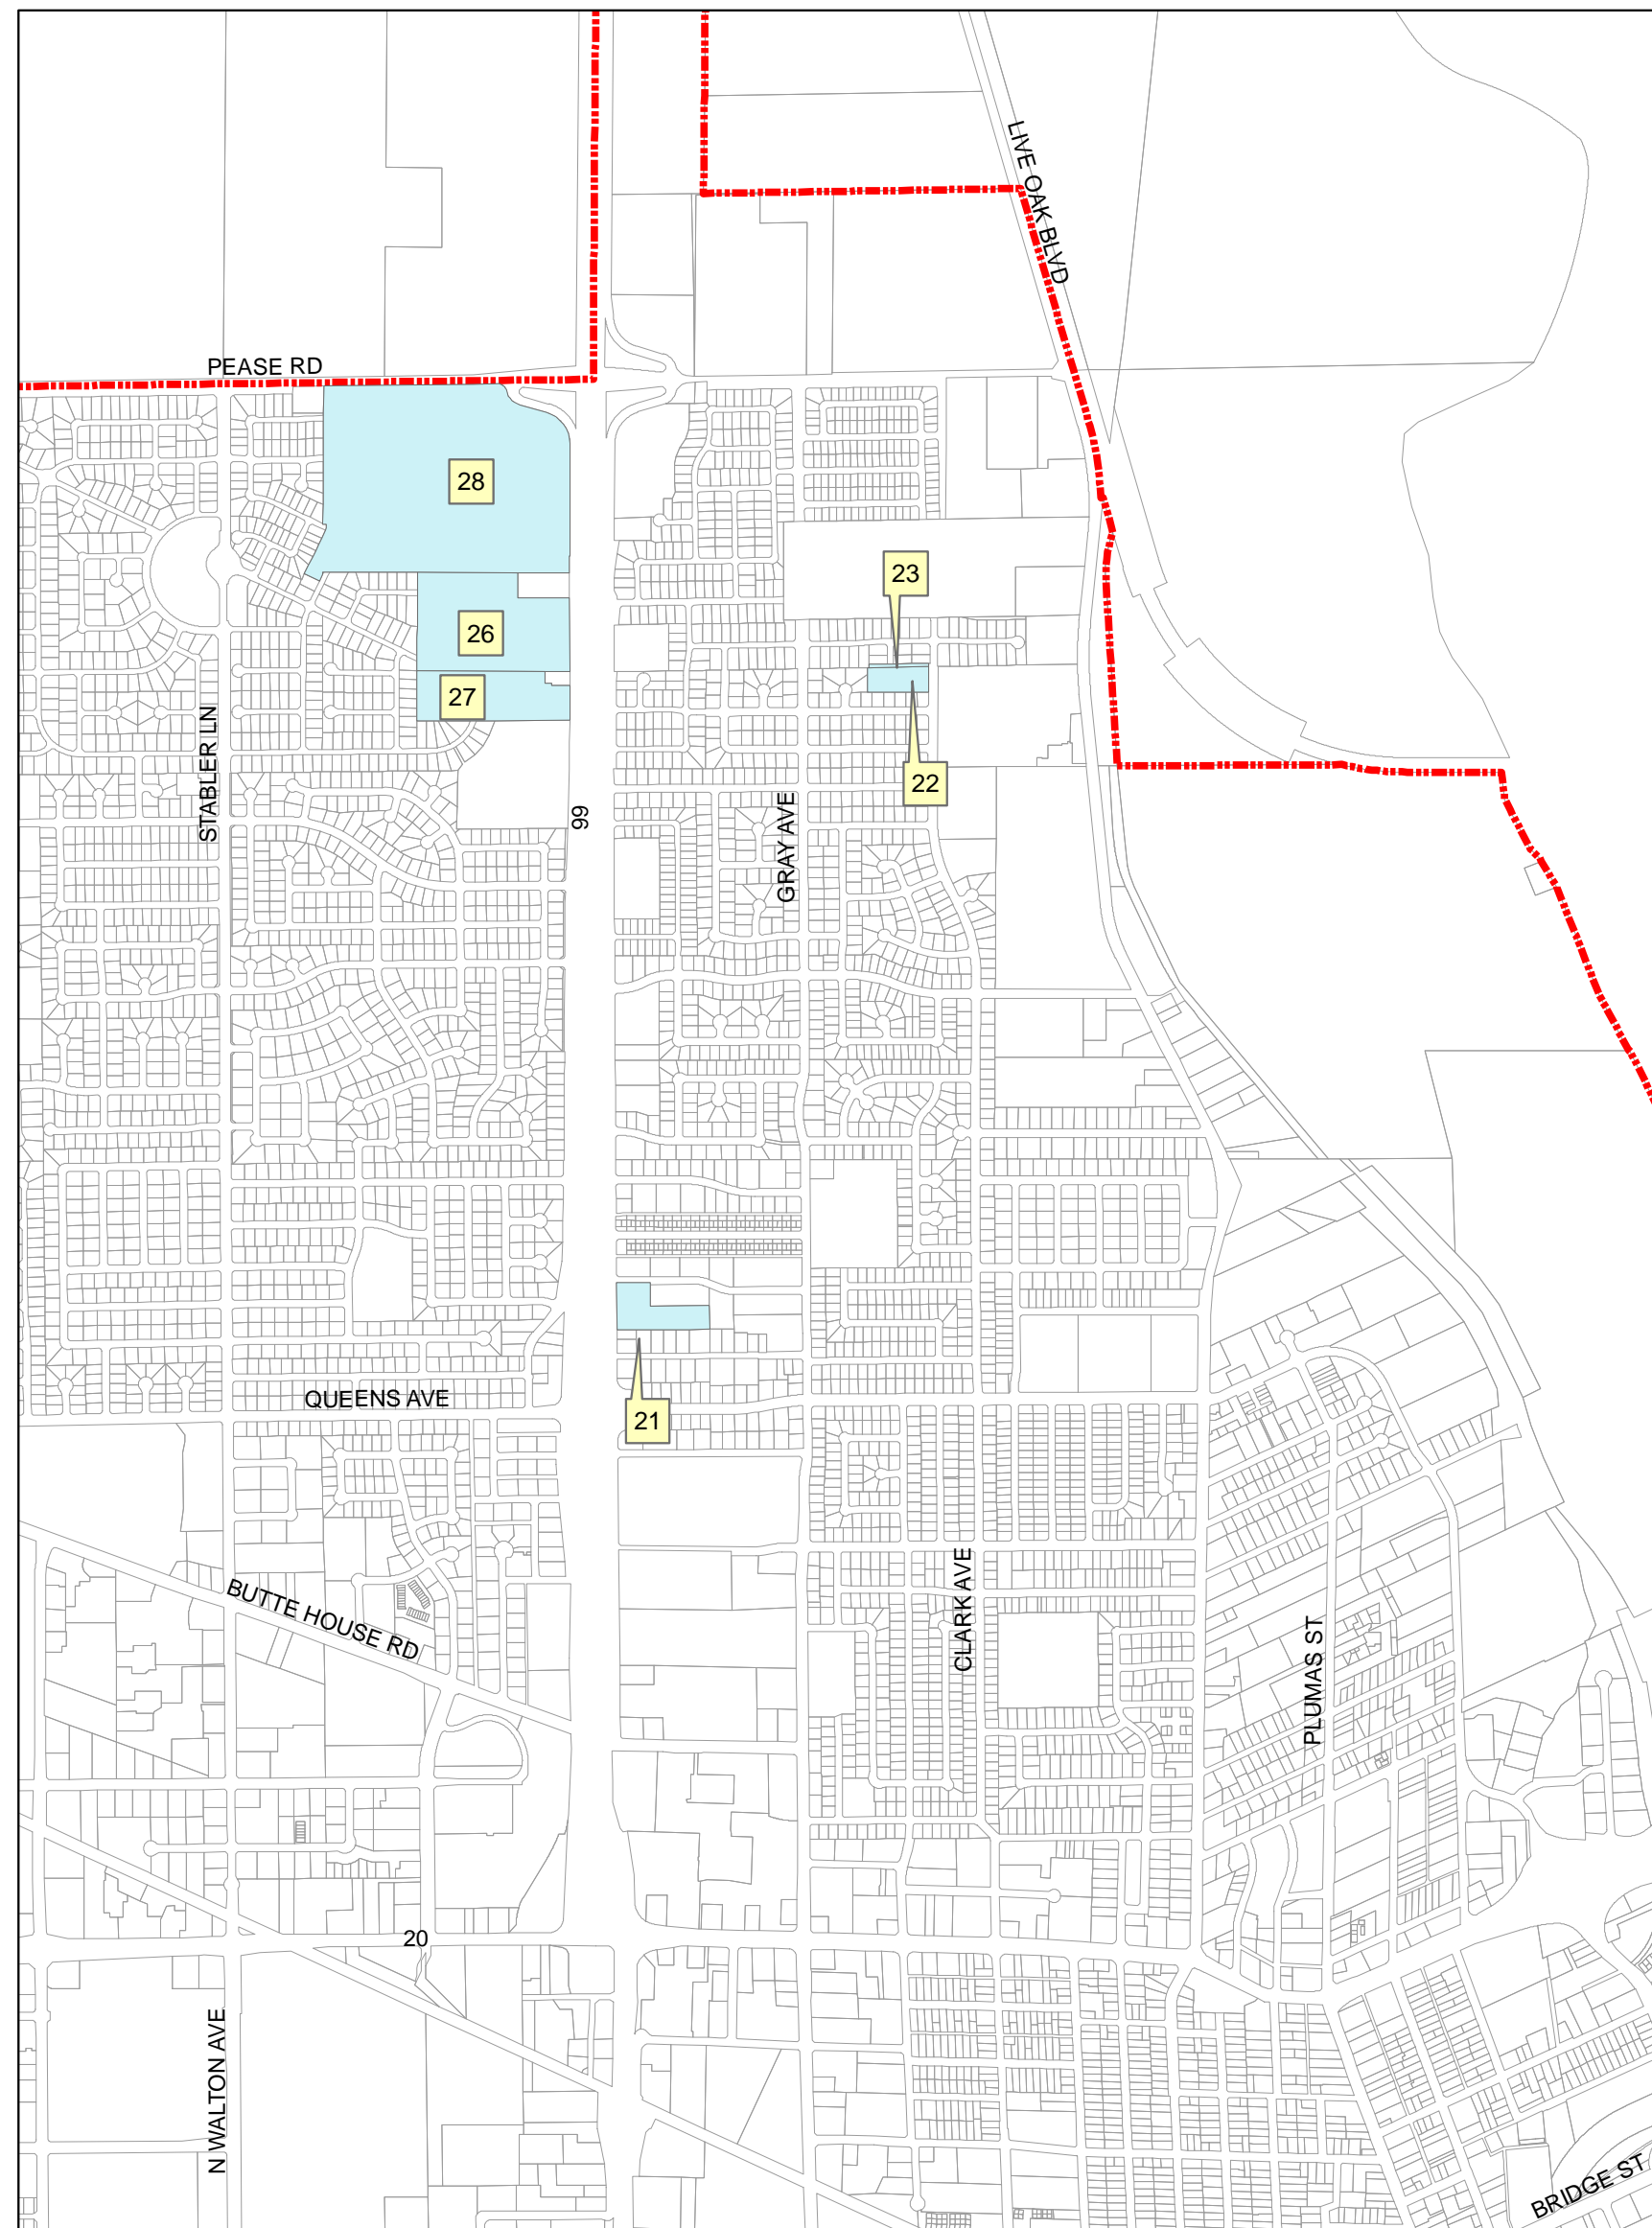 LIVE OAK BLVD
PEASE RD
28
23
26
27
STABLER LN
22
99
GRAY AVE
QUEENS AVE
21
BUTTE HOUSE RD
CLARK AVE
PLUMAS ST
20
N WALTON AVE
BRIDGE ST